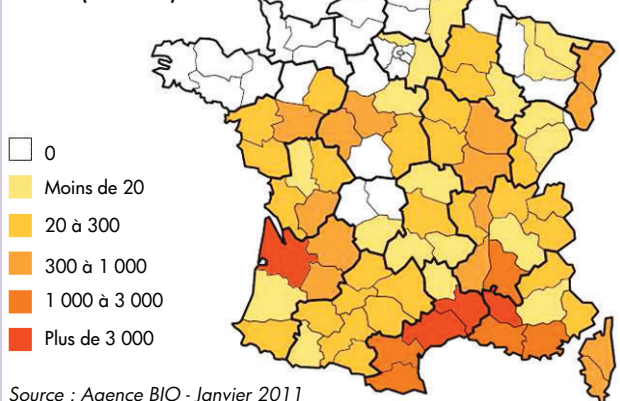 0
Moins de 20
20 à 300
300 à 1 000
1 000 à 3 000
Plus de 3 000
Source : Agence BIO - Janvier 2011